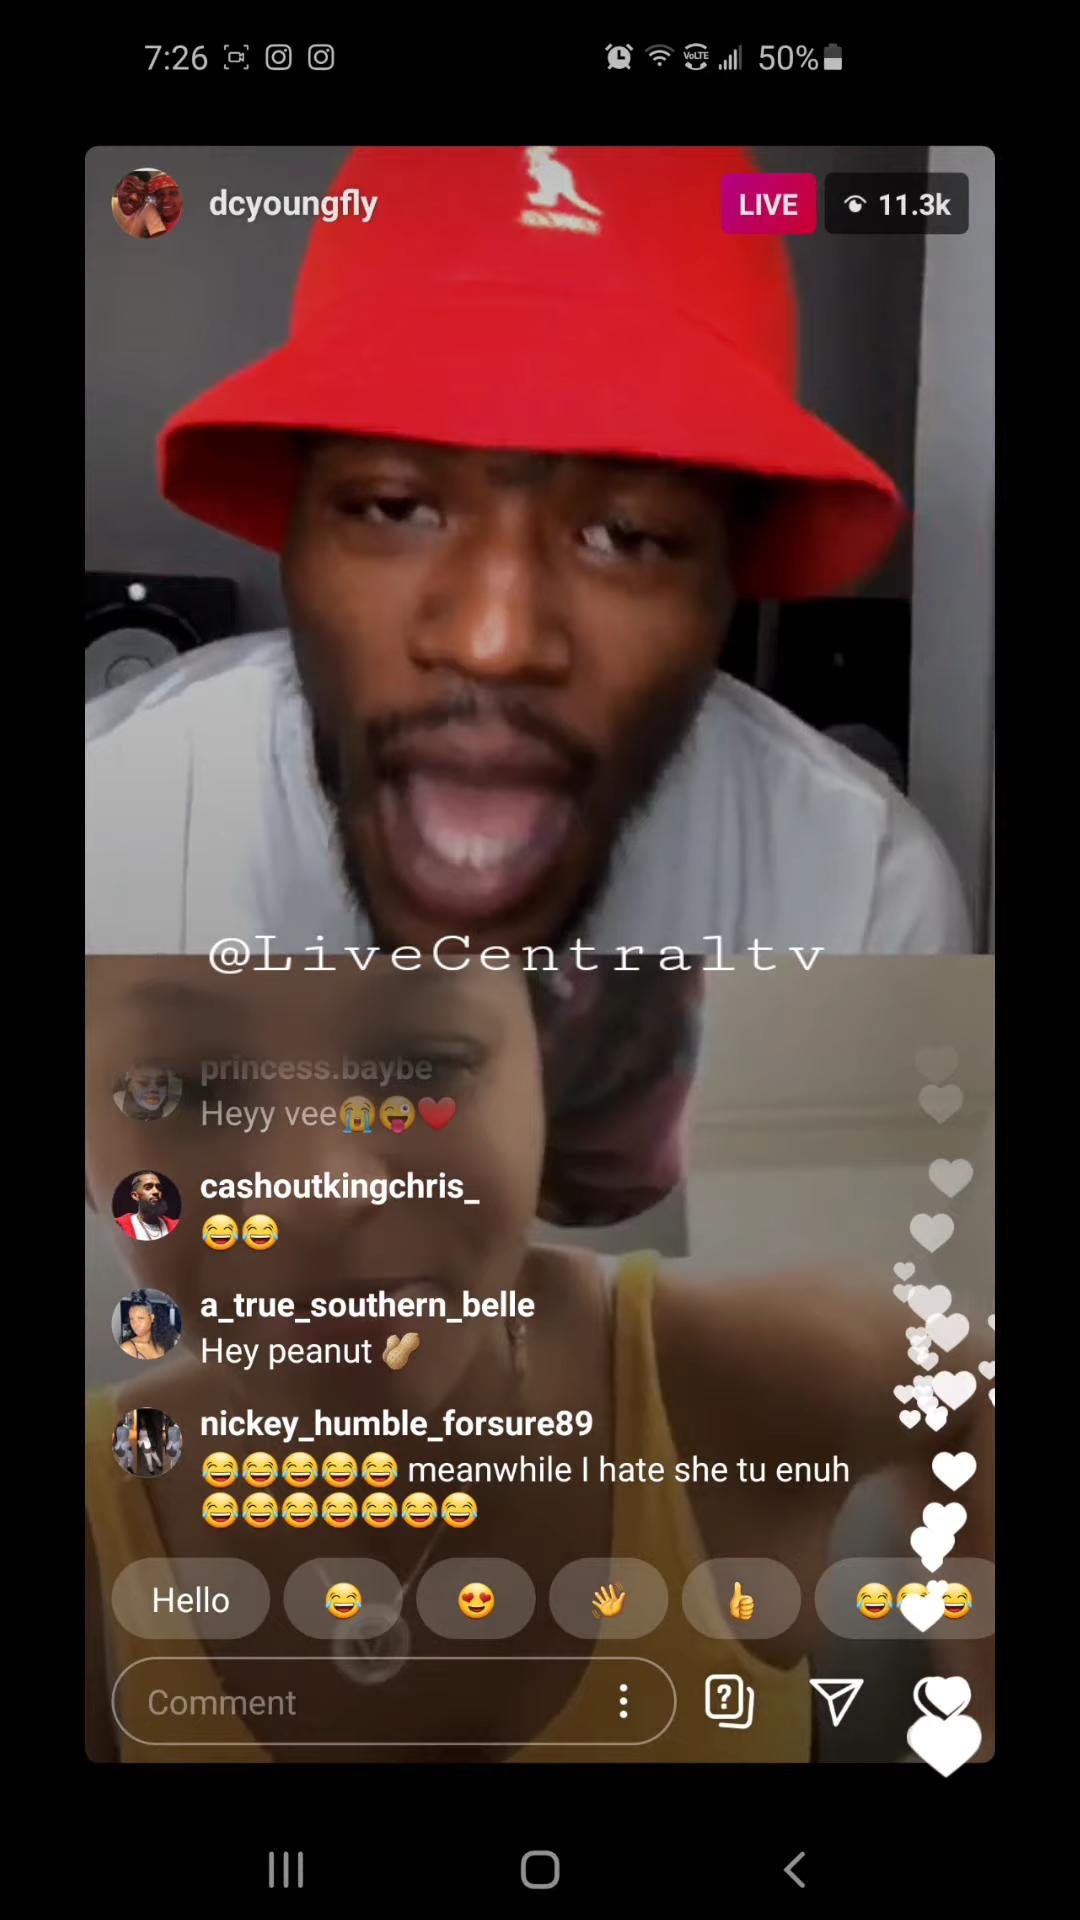 7:26
VoLTE
50%
dcyoungfly
LIVE
11.3k
@LiveCentraltv
princess.baybe
Heyy vee😭😜❤️
cashoutkingchris_
😂😂
a_true_southern_belle
Hey peanut 🥜
nickey_humble_forsure89
😂😂😂😂😂 meanwhile I hate she tu enuh
😂😂😂😂😂😂😂
Hello 😂 😍 👋 👍 😂😂😂
Comment